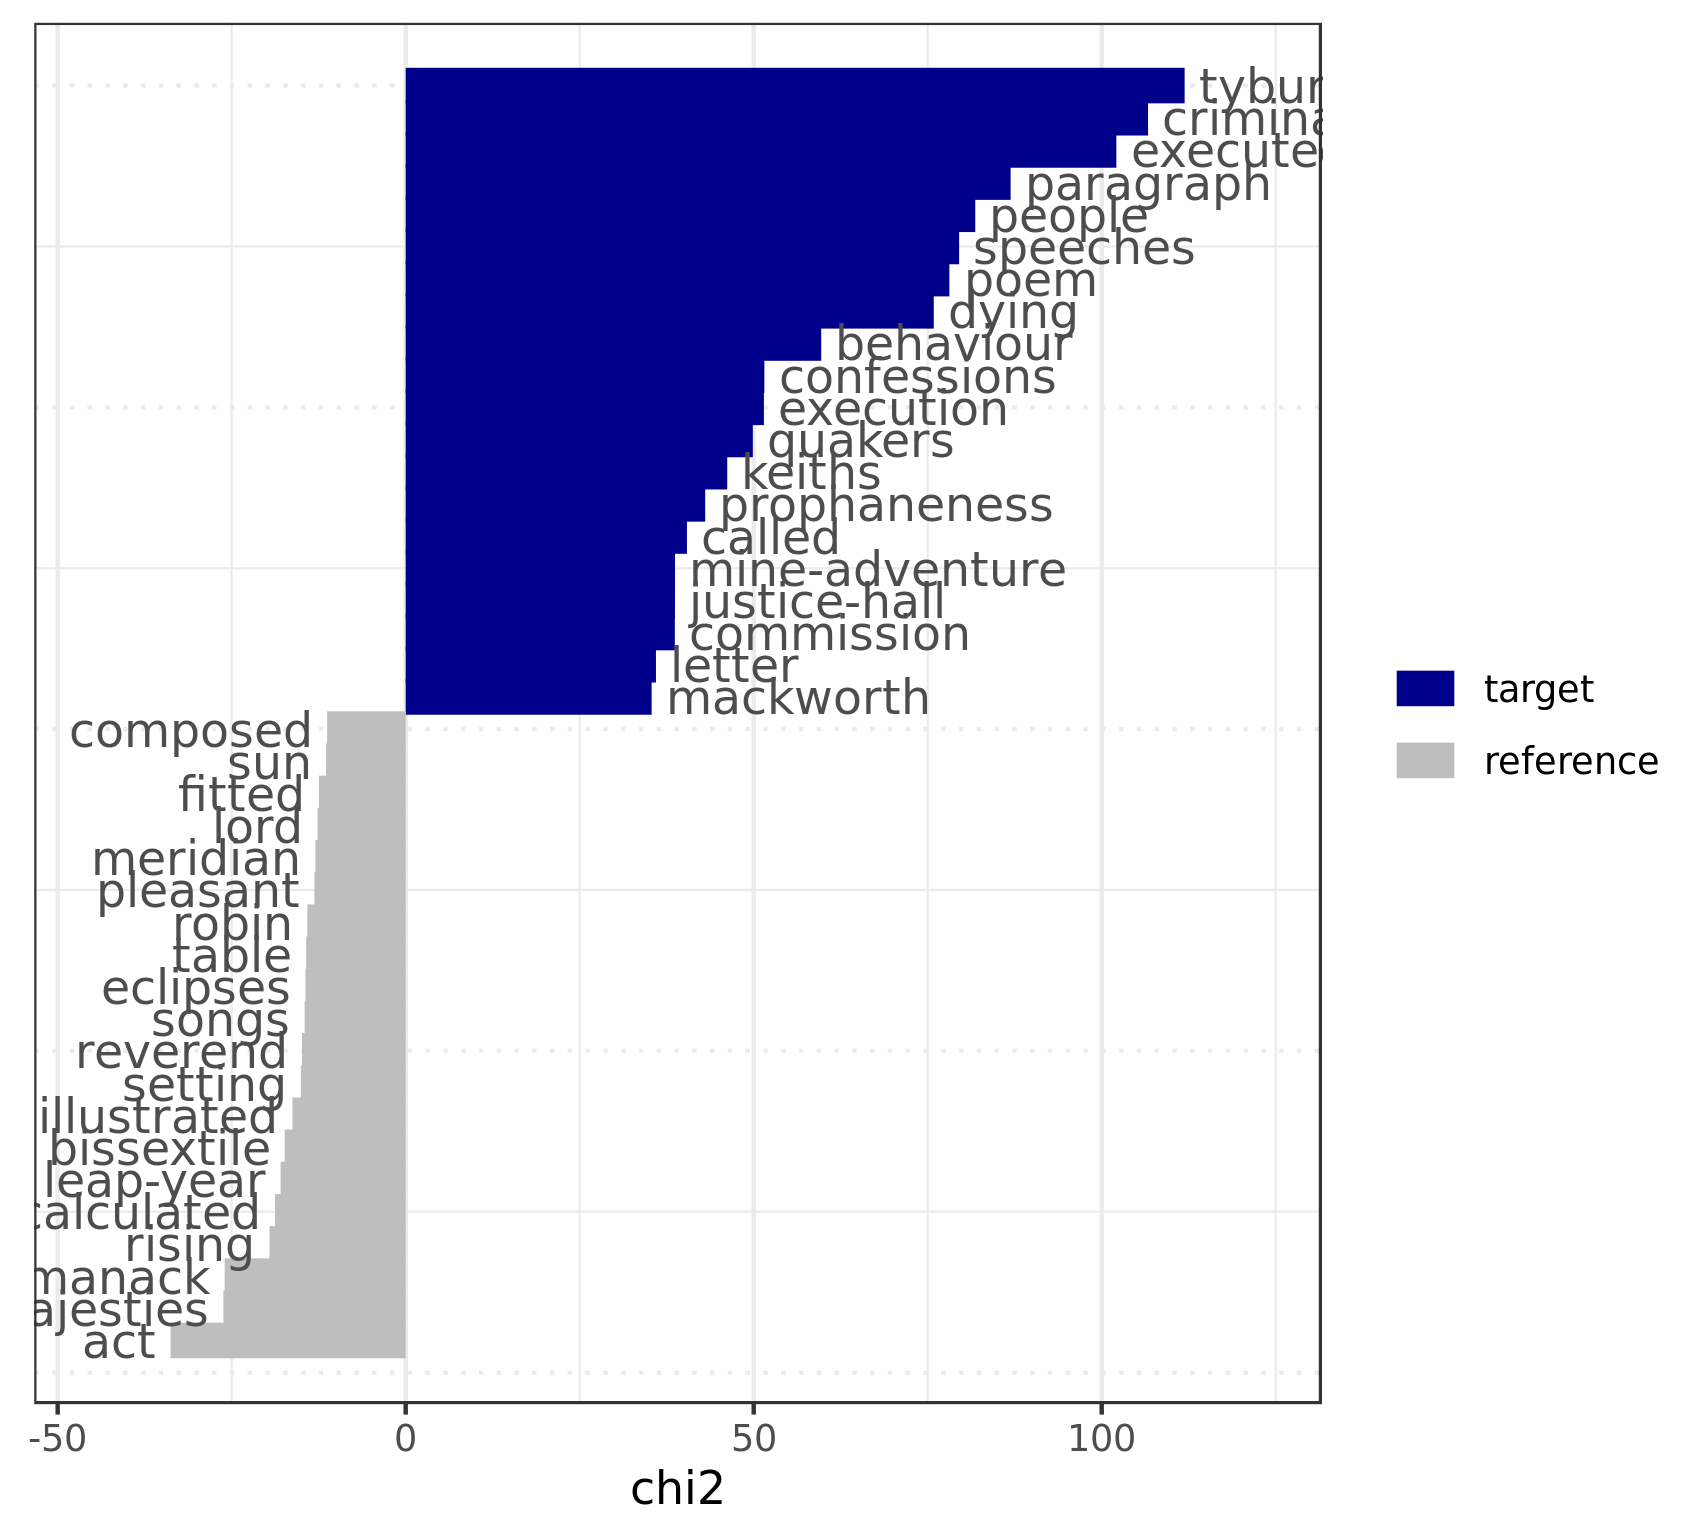 tybur
crimina
execute
paragraph
people
speeches
poem
dying
behaviour
confessions
execution
quakers
keiths
prophaneness
called
mine-adventure
justice-hall
commission
letter
mackworth
composed
sun
fitted
lord
meridian
pleasant
robin
table
eclipses
songs
reverend
setting
illustrated
bissextile
leap-year
calculated
rising
manack
ajesties
act
target
reference
-50 0 50 100
chi2